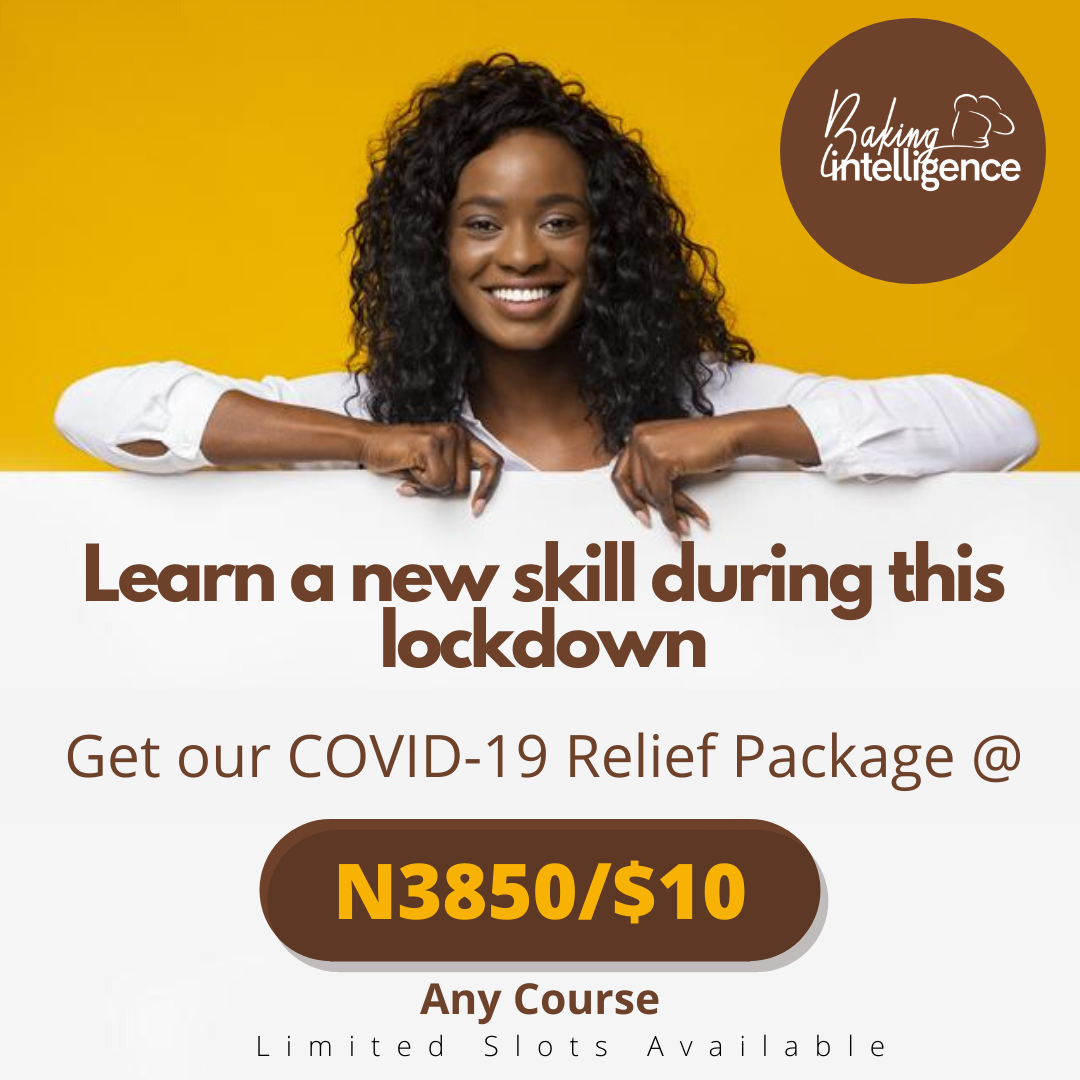 Baking
intelligence
Learn a new skill during this
lockdown
Get our COVID-19 Relief Package @
N3850/$10
Any Course
Limited Slots Available